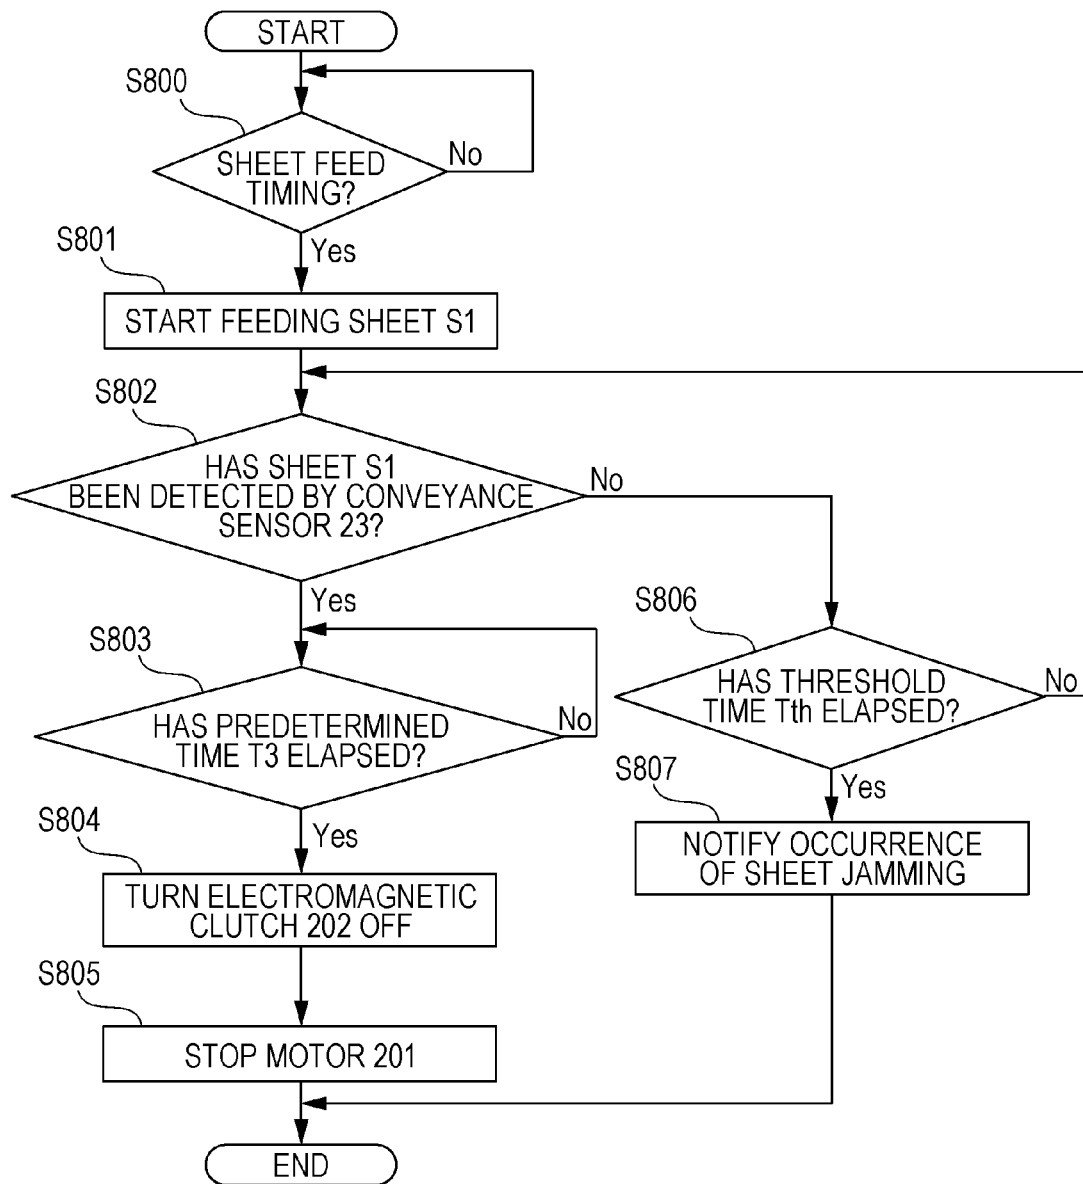 START
S800
SHEET FEED
TIMING?
No
Yes
S801
START FEEDING SHEET S1
S802
HAS SHEET S1
BEEN DETECTED BY CONVEYANCE
SENSOR 23?
No
Yes
S803
HAS PREDETERMINED
TIME T3 ELAPSED?
No
Yes
S806
HAS THRESHOLD
TIME Tth ELAPSED?
No
Yes
S804
TURN ELECTROMAGNETIC
CLUTCH 202 OFF
S807
NOTIFY OCCURRENCE
OF SHEET JAMMING
S805
STOP MOTOR 201
END